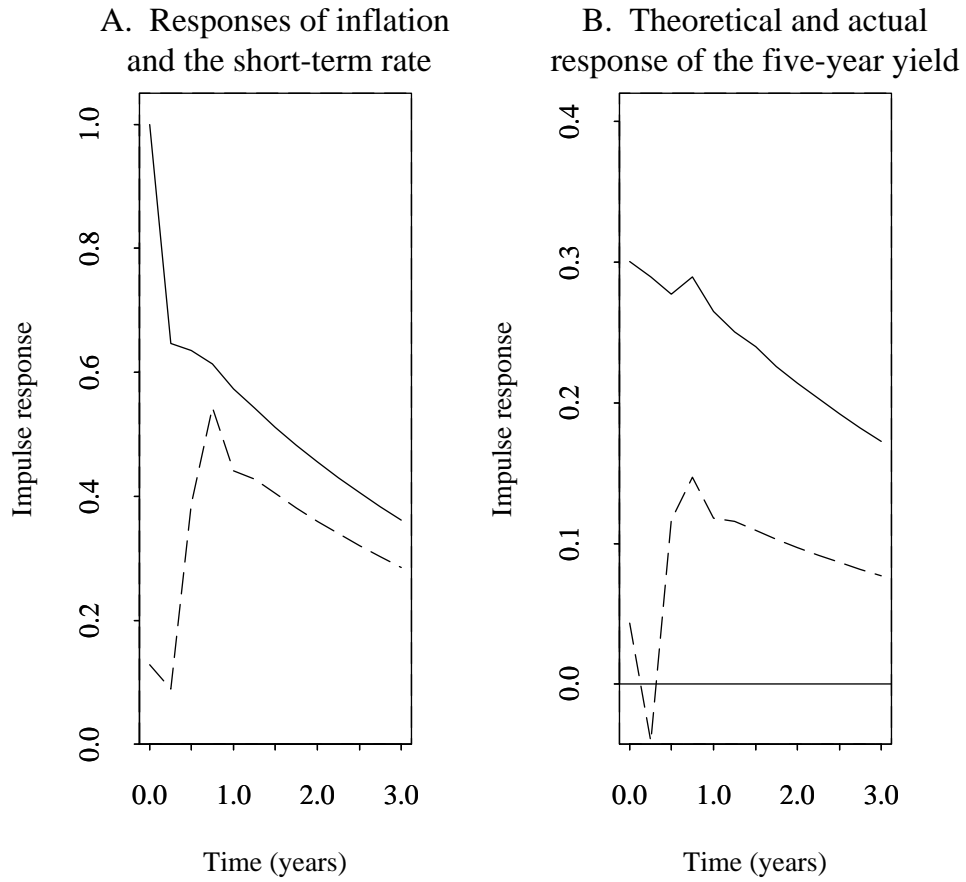 A. Responses of inflation
and the short-term rate
Impulse response
1.0
0.8
0.6
0.4
0.2
0.0
0.0 1.0 2.0 3.0
Time (years)
B. Theoretical and actual
response of the five-year yield
Impulse response
0.4
0.3
0.2
0.1
0.0
0.0 1.0 2.0 3.0
Time (years)